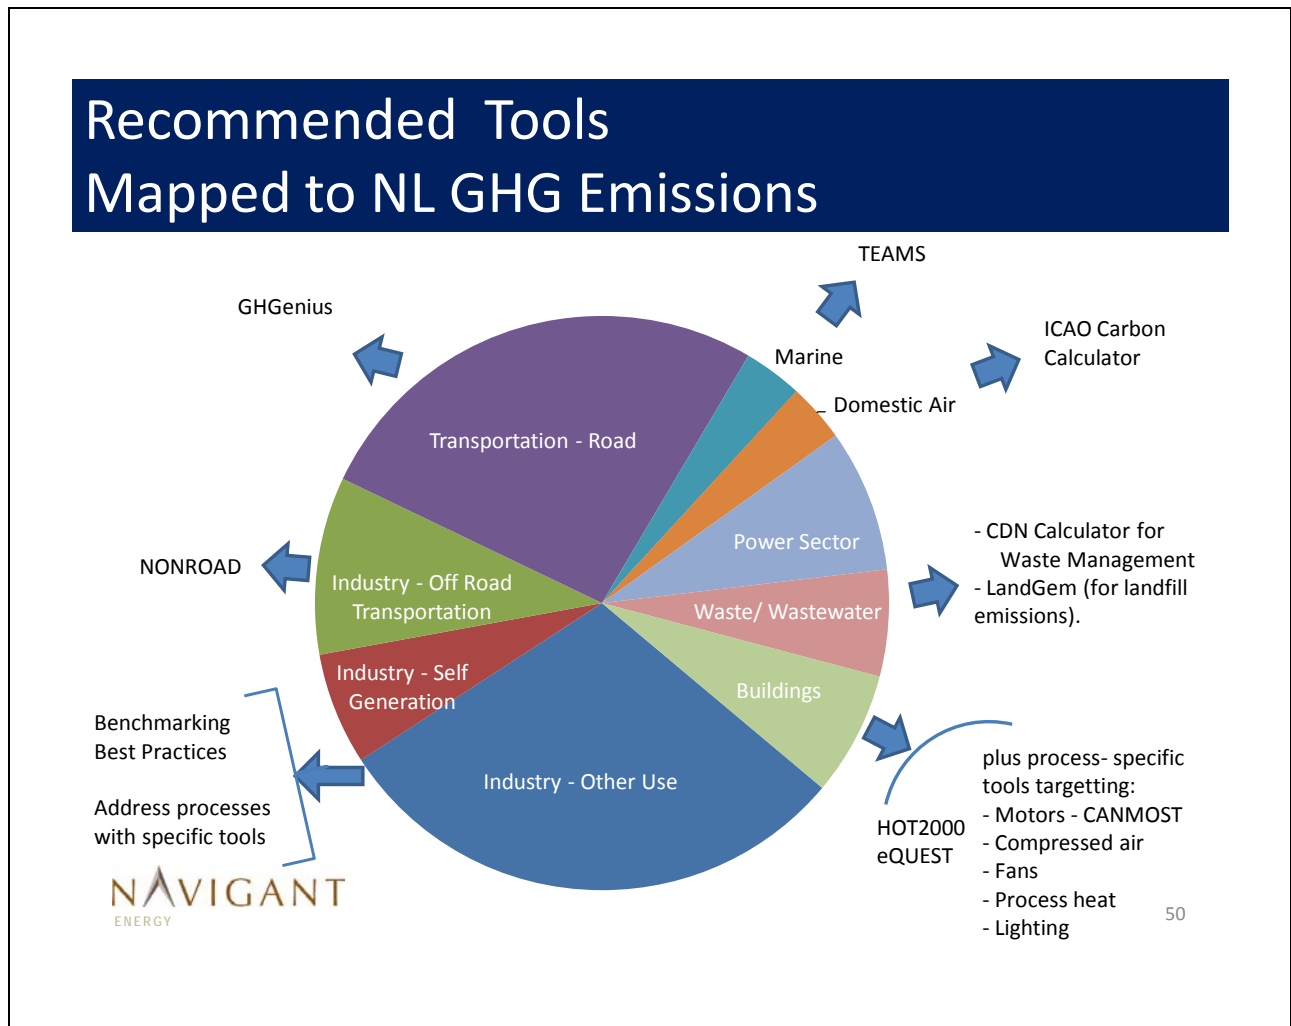 Recommended Tools
Mapped to NL GHG Emissions
TEAMS
GHGenius
ICAO Carbon
Calculator
Marine
Domestic Air
Transportation - Road
Power Sector
- CDN Calculator for
Waste Management
- LandGem (for landfill
emissions).
NONROAD
Industry - Off Road
Transportation
Waste/ Wastewater
Industry - Self
Generation
Buildings
Benchmarking
Best Practices
Address processes
with specific tools
Industry - Other Use
HOT2000
eQUEST
plus process- specific
tools targetting:
- Motors - CANMOST
- Compressed air
- Fans
- Process heat
- Lighting
NAVIGANT
ENERGY
50